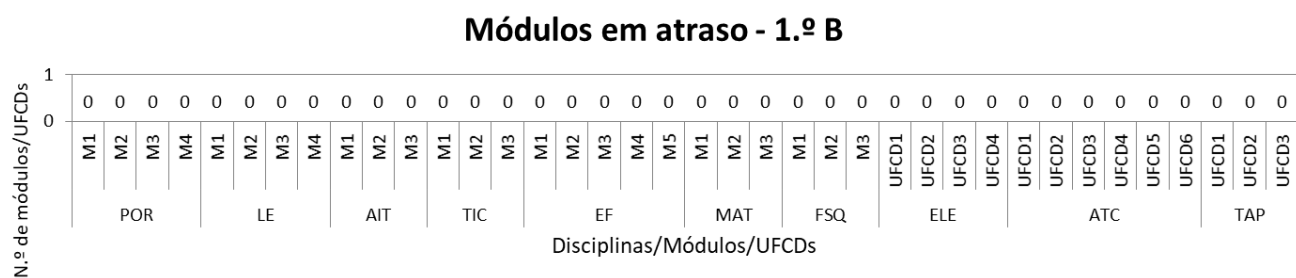 Módulos em atraso - 1.º B
N.º de módulos/UFCDs
1
0
0 0 0 0 0 0 0 0 0 0 0 0 0 0 0 0 0 0 0 0 0 0 0 0 0 0 0 0 0 0 0 0 0 0 0 0 0 0
M1 M2 M3 M4 M1 M2 M3 M4 M1 M2 M3 M1 M2 M3 M1 M2 M3 M4 M5 M1 M2 M3 M1 M2 M3 UFCD1 UFCD2 UFCD3 UFCD4 UFCD1 UFCD2 UFCD3 UFCD4 UFCD5 UFCD6 UFCD1 UFCD2 UFCD3
POR LE AIT TIC EF MAT FSQ ELE ATC TAP
Disciplinas/Módulos/UFCDs